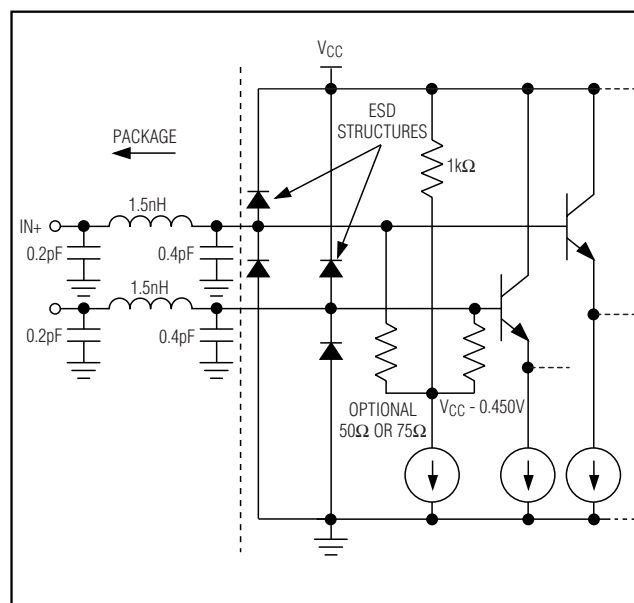 VCC
ESD
STRUCTURES
PACKAGE
1kΩ
1.5nH
IN+
0.2pF
0.4pF
1.5nH
0.2pF
0.4pF
OPTIONAL
50Ω OR 75Ω
VCC - 0.450V